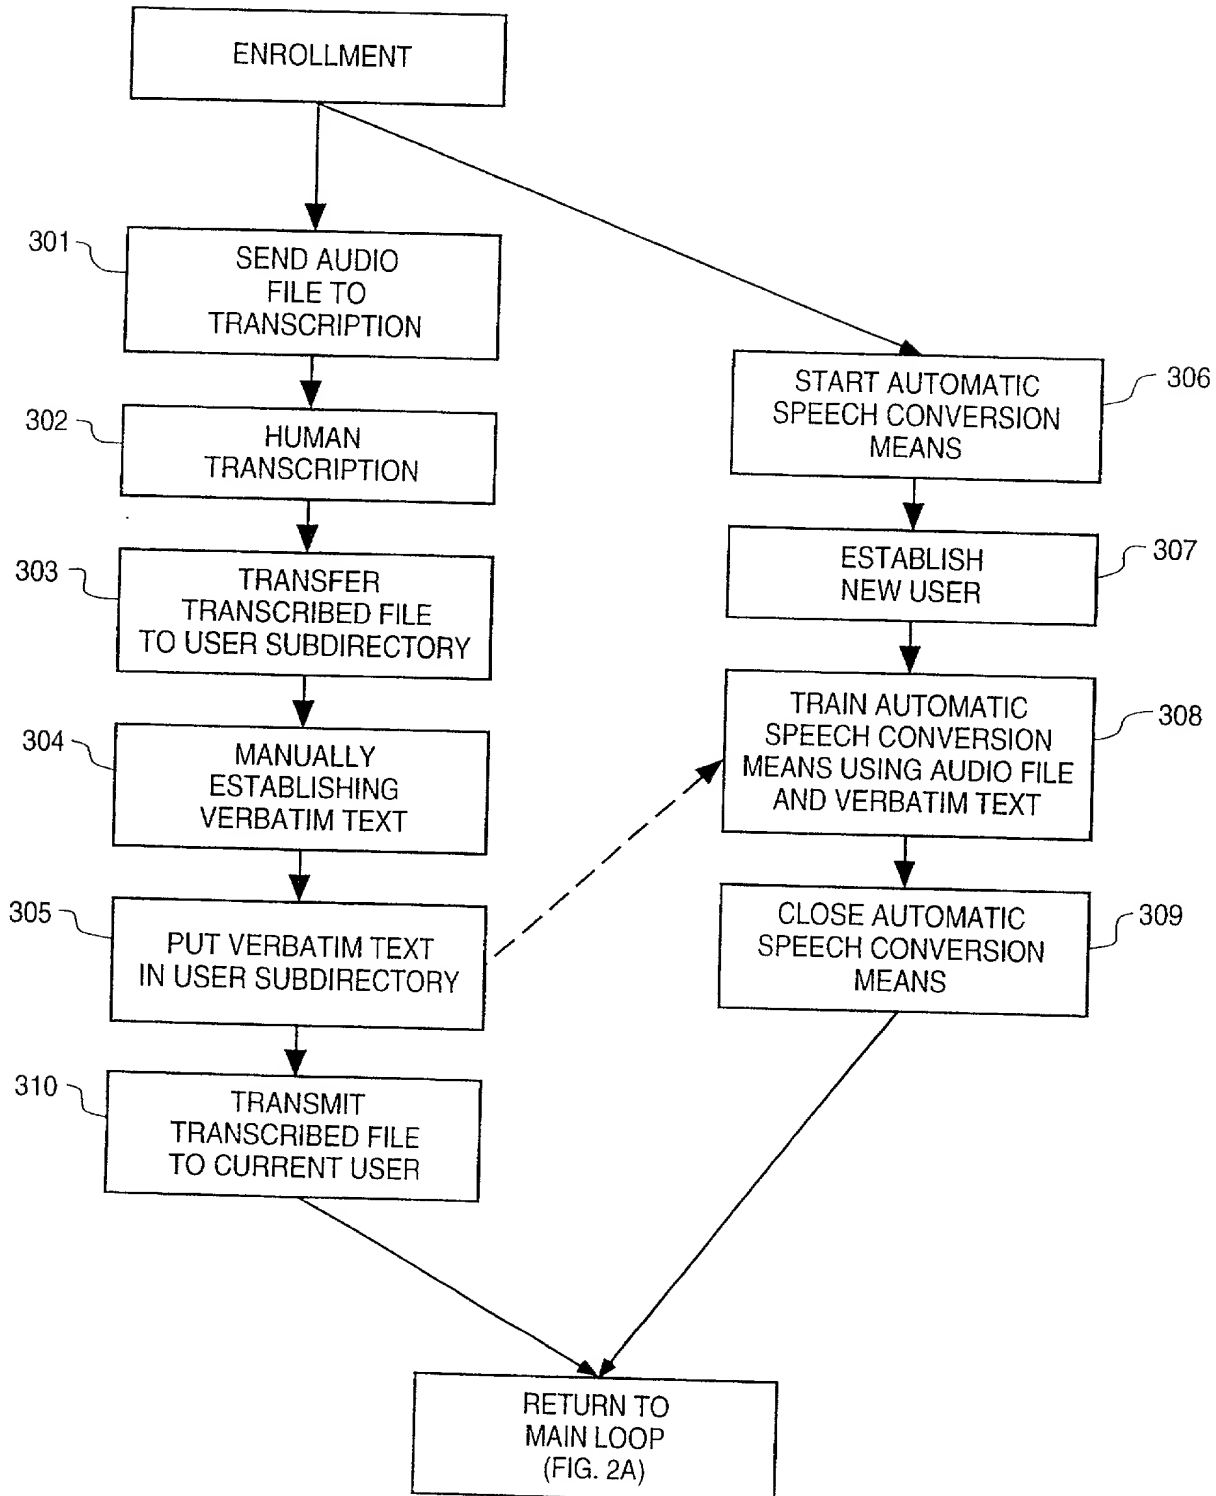 ENROLLMENT
301
SEND AUDIO
FILE TO
TRANSCRIPTION
302
HUMAN
TRANSCRIPTION
303
TRANSFER
TRANSCRIBED FILE
TO USER SUBDIRECTORY
304
MANUALLY
ESTABLISHING
VERBATIM TEXT
305
PUT VERBATIM TEXT
IN USER SUBDIRECTORY
310
TRANSMIT
TRANSCRIBED FILE
TO CURRENT USER
306
START AUTOMATIC
SPEECH CONVERSION
MEANS
307
ESTABLISH
NEW USER
308
TRAIN AUTOMATIC
SPEECH CONVERSION
MEANS USING AUDIO FILE
AND VERBATIM TEXT
309
CLOSE AUTOMATIC
SPEECH CONVERSION
MEANS
RETURN TO
MAIN LOOP
(FIG. 2A)